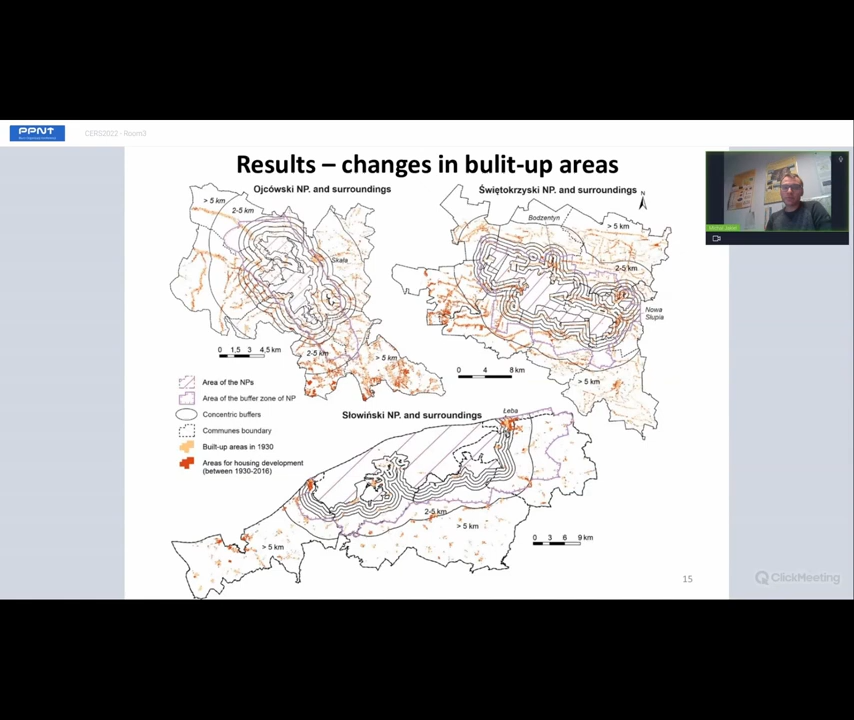 PPNT
CERS2022 - Room3
Results – changes in bulit-up areas
Ojcówski NP. and surroundings
> 5 km
2-5 km
Skała
0 1,5 3 4,5 km
2-5 km
> 5 km
Świętokrzyski NP. and surroundings
N
Bodzentyn
> 5 km
2-5 km
Nowa
Słupia
0 4 8 km
> 5 km
Area of the NPs
Area of the buffer zone of NP
Concentric buffers
Communes boundary
Built-up areas in 1930
Areas for housing development
(between 1930-2016)
Słowiński NP. and surroundings
Łeba
2-5 km
> 5 km
> 5 km
0 3 6 9 km
15
ClickMeeting